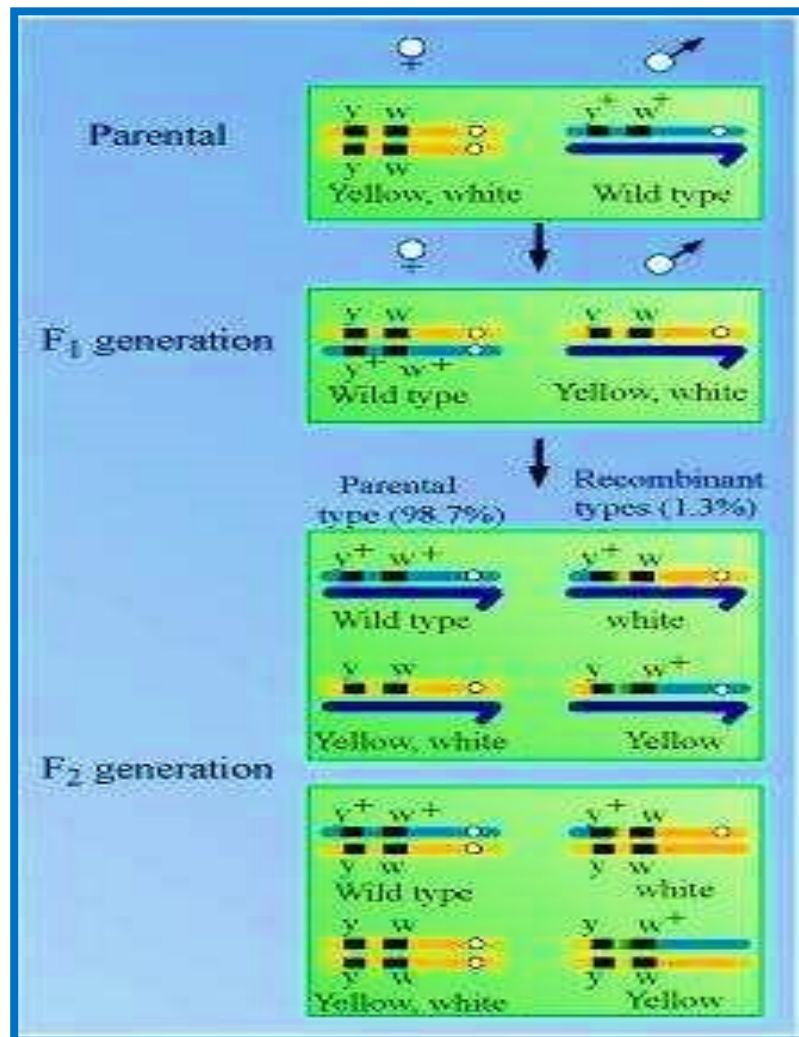 Parental
y w y⁺ w⁺
y w
Yellow, white Wild type
F₁ generation
y w y w
y⁺ w⁺
Wild type Yellow, white
Parental type (98.7%)
Recombinant types (1.3%)
y⁺ w⁺ y⁺ w
Wild type white
y w y w⁺
Yellow, white Yellow
F₂ generation
y⁺ w⁺ y⁺ w
y w y w
Wild type white
y w y w⁺
y w y w
Yellow, white Yellow